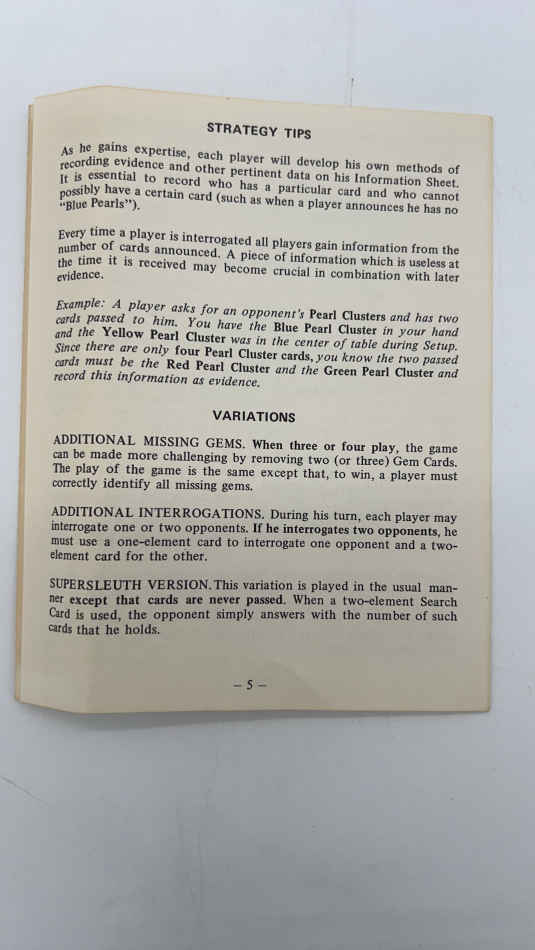 STRATEGY TIPS
As he gains expertise, each player will develop his own methods of
recording evidence and other pertinent data on his Information Sheet.
It is essential to record who has a particular card and who cannot
possibly have a certain card (such as when a player announces he has no
“Blue Pearls”).
Every time a player is interrogated all players gain information from the
number of cards announced. A piece of information which is useless at
the time it is received may become crucial in combination with later
evidence.
Example: A player asks for an opponent's Pearl Clusters and has two
cards passed to him. You have the Blue Pearl Cluster in your hand
and the Yellow Pearl Cluster was in the center of table during Setup.
Since there are only four Pearl Cluster cards, you know the two passed
cards must be the Red Pearl Cluster and the Green Pearl Cluster and
record this information as evidence.
VARIATIONS
ADDITIONAL MISSING GEMS. When three or four play, the game
can be made more challenging by removing two (or three) Gem Cards.
The play of the game is the same except that, to win, a player must
correctly identify all missing gems.
ADDITIONAL INTERROGATIONS. During his turn, each player may
interrogate one or two opponents. If he interrogates two opponents, he
must use a one-element card to interrogate one opponent and a two-
element card for the other.
SUPERSLEUTH VERSION. This variation is played in the usual man-
ner except that cards are never passed. When a two-element Search
Card is used, the opponent simply answers with the number of such
cards that he holds.
– 5 –